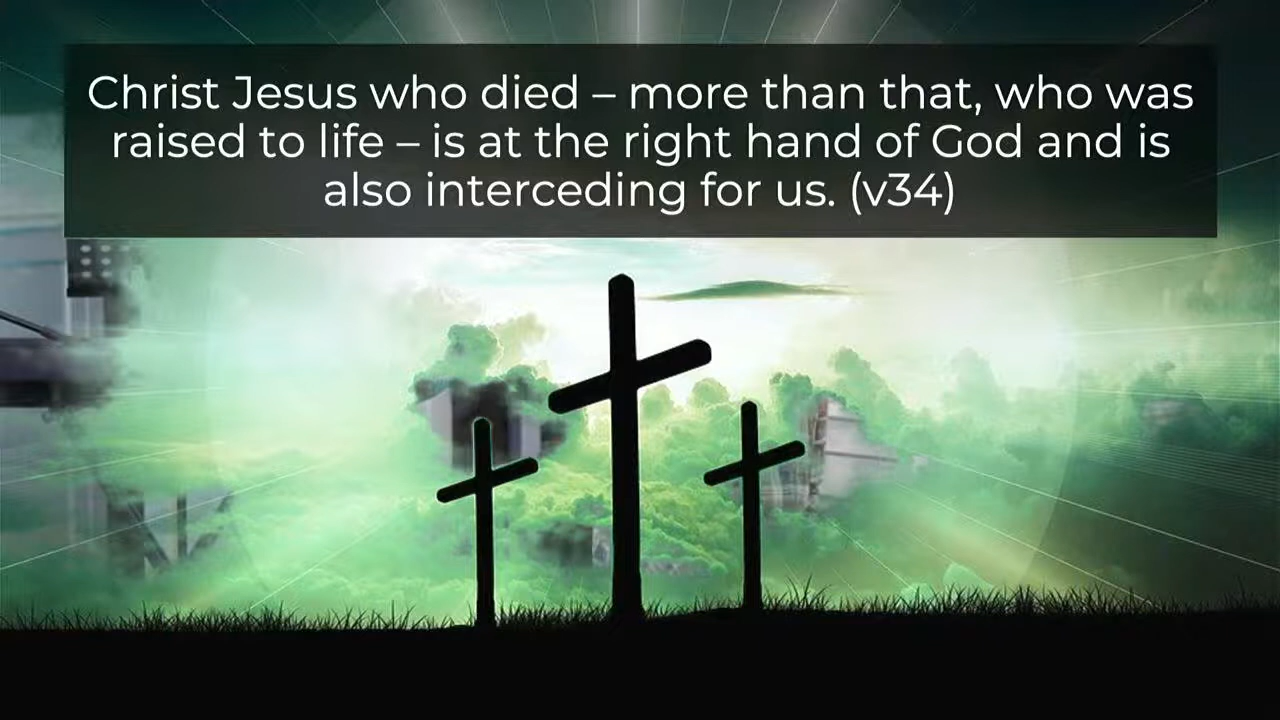 Christ Jesus who died – more than that, who was
raised to life – is at the right hand of God and is
also interceding for us. (v34)